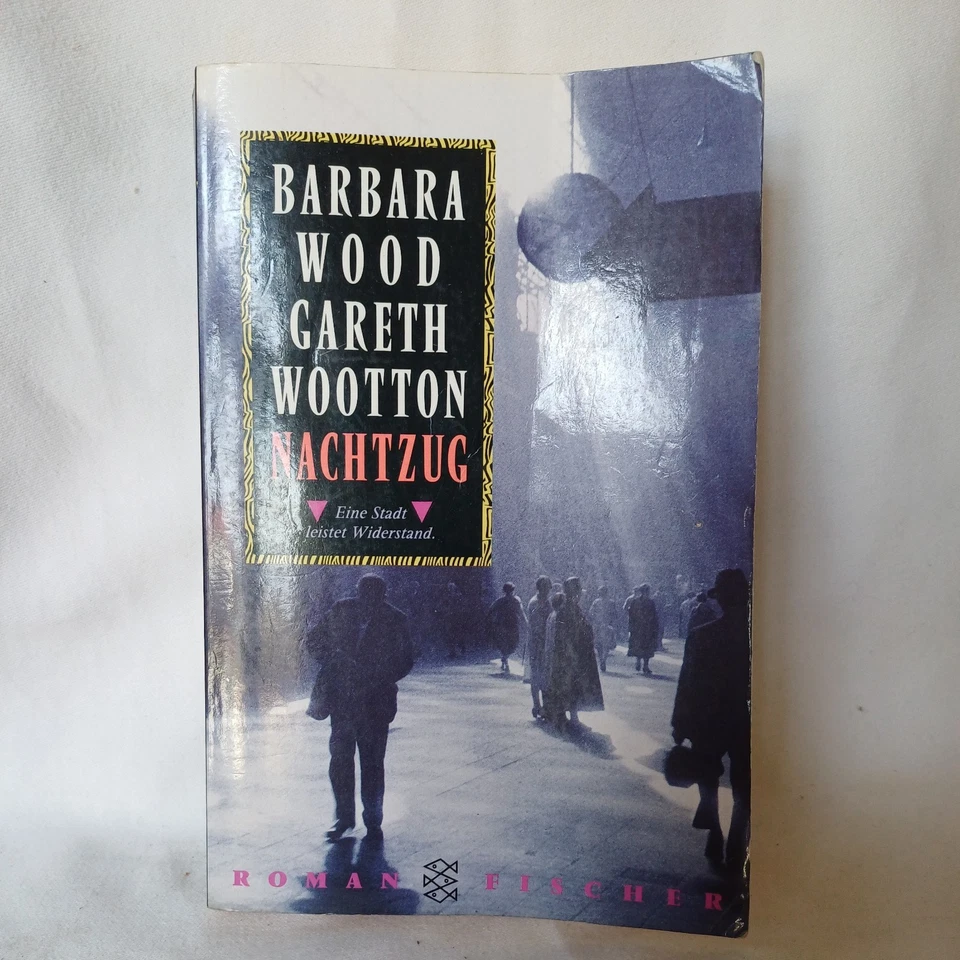 BARBARA
WOOD
GARETH
WOOTTON
NACHTZUG
Eine Stadt
leistet Widerstand.
ROMAN FISCHER